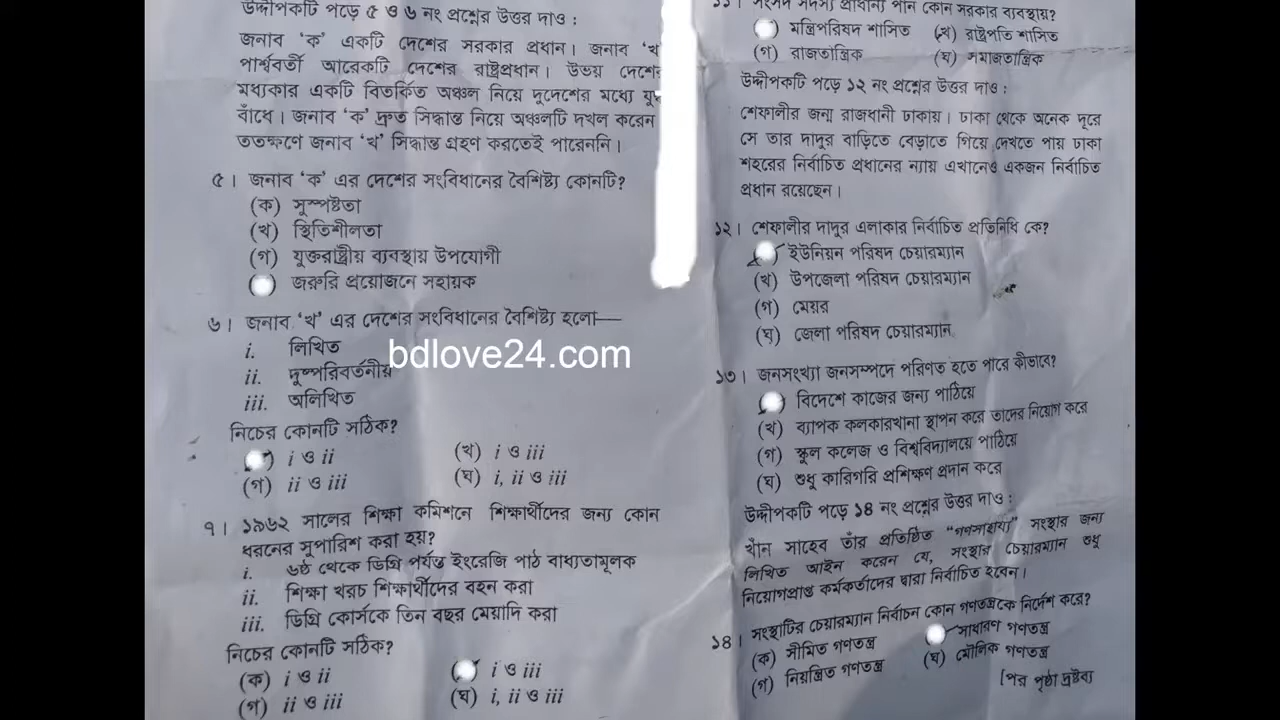 উদ্দীপকটি পড়ে ৫ ও ৬ নং প্রশ্নের উত্তর দাও :
জনাব ‘ক’ একটি দেশের সরকার প্রধান। জনাব ‘খ
পার্শ্ববর্তী আরেকটি দেশের রাষ্ট্রপ্রধান। উভয় দেশের
মধ্যকার একটি বিতর্কিত অঞ্চল নিয়ে দুদেশের মধ্যে যুদ্ধ
বাঁধে। জনাব ‘ক’ দ্রুত সিদ্ধান্ত নিয়ে অঞ্চলটি দখল করেন
ততক্ষণে জনাব ‘খ’ সিদ্ধান্ত গ্রহণ করতেই পারেননি।
৫। জনাব ‘ক’ এর দেশের সংবিধানের বৈশিষ্ট্য কোনটি?
(ক) সুস্পষ্টতা
(খ) স্থিতিশীলতা
(গ) যুক্তরাষ্ট্রীয় ব্যবস্থায় উপযোগী
জরুরি প্রয়োজনে সহায়ক
৬। জনাব ‘খ’ এর দেশের সংবিধানের বৈশিষ্ট্য হলো—
i. লিখিত
ii. দুষ্পরিবর্তনীয়
iii. অলিখিত
নিচের কোনটি সঠিক?
) i ও ii (খ) i ও iii
(গ) ii ও iii (ঘ) i, ii ও iii
৭। ১৯৬২ সালের শিক্ষা কমিশনে শিক্ষার্থীদের জন্য কোন
ধরনের সুপারিশ করা হয়?
i. ৬ষ্ঠ থেকে ডিগ্রি পর্যন্ত ইংরেজি পাঠ বাধ্যতামূলক
ii. শিক্ষা খরচ শিক্ষার্থীদের বহন করা
iii. ডিগ্রি কোর্সকে তিন বছর মেয়াদি করা
নিচের কোনটি সঠিক?
(ক) i ও ii i ও iii
(গ) ii ও iii (ঘ) i, ii ও iii
১১। সংসদ সদস্য প্রাধান্য পান কোন সরকার ব্যবস্থায়?
মন্ত্রিপরিষদ শাসিত (খ) রাষ্ট্রপতি শাসিত
(গ) রাজতান্ত্রিক (ঘ) সমাজতান্ত্রিক
উদ্দীপকটি পড়ে ১২ নং প্রশ্নের উত্তর দাও :
শেফালীর জন্ম রাজধানী ঢাকায়। ঢাকা থেকে অনেক দূরে
সে তার দাদুর বাড়িতে বেড়াতে গিয়ে দেখতে পায় ঢাকা
শহরের নির্বাচিত প্রধানের ন্যায় এখানেও একজন নির্বাচিত
প্রধান রয়েছেন।
১২। শেফালীর দাদুর এলাকার নির্বাচিত প্রতিনিধি কে?
ইউনিয়ন পরিষদ চেয়ারম্যান
(খ) উপজেলা পরিষদ চেয়ারম্যান
(গ) মেয়র
(ঘ) জেলা পরিষদ চেয়ারম্যান
১৩। জনসংখ্যা জনসম্পদে পরিণত হতে পারে কীভাবে?
) বিদেশে কাজের জন্য পাঠিয়ে
(খ) ব্যাপক কলকারখানা স্থাপন করে তাদের নিয়োগ করে
(গ) স্কুল কলেজ ও বিশ্ববিদ্যালয়ে পাঠিয়ে
(ঘ) শুধু কারিগরি প্রশিক্ষণ প্রদান করে
উদ্দীপকটি পড়ে ১৪ নং প্রশ্নের উত্তর দাও :
খাঁন সাহেব তাঁর প্রতিষ্ঠিত “গণসাহায্য” সংস্থার জন্য
লিখিত আইন করেন যে, সংস্থার চেয়ারম্যান শুধু
নিয়োগপ্রাপ্ত কর্মকর্তাদের দ্বারা নির্বাচিত হবেন।
১৪। সংস্থাটির চেয়ারম্যান নির্বাচন কোন গণতন্ত্রকে নির্দেশ করে?
(ক) সীমিত গণতন্ত্র সাধারণ গণতন্ত্র
(গ) নিয়ন্ত্রিত গণতন্ত্র (ঘ) মৌলিক গণতন্ত্র
[পর পৃষ্ঠা দ্রষ্টব্য
bdlove24.com